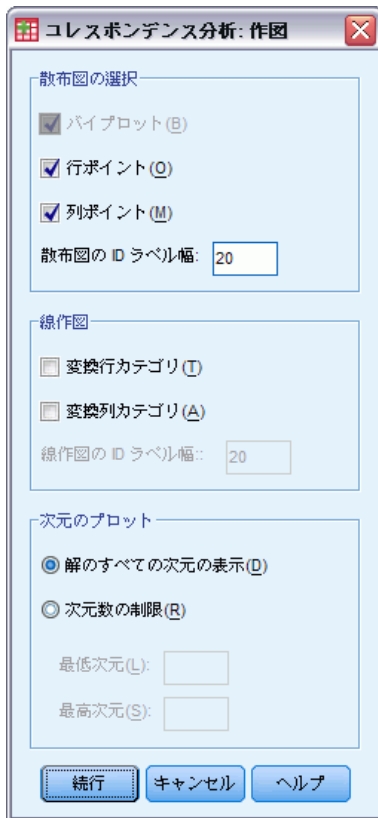 コレスポンデンス分析: 作図
散布図の選択
バイプロット(B)
行ポイント(O)
列ポイント(M)
散布図の ID ラベル幅: 20
線作図
変換行カテゴリ(T)
変換列カテゴリ(A)
線作図の ID ラベル幅:: 20
次元のプロット
解のすべての次元の表示(D)
次元数の制限(R)
最低次元(L):
最高次元(S):
続行 キャンセル ヘルプ